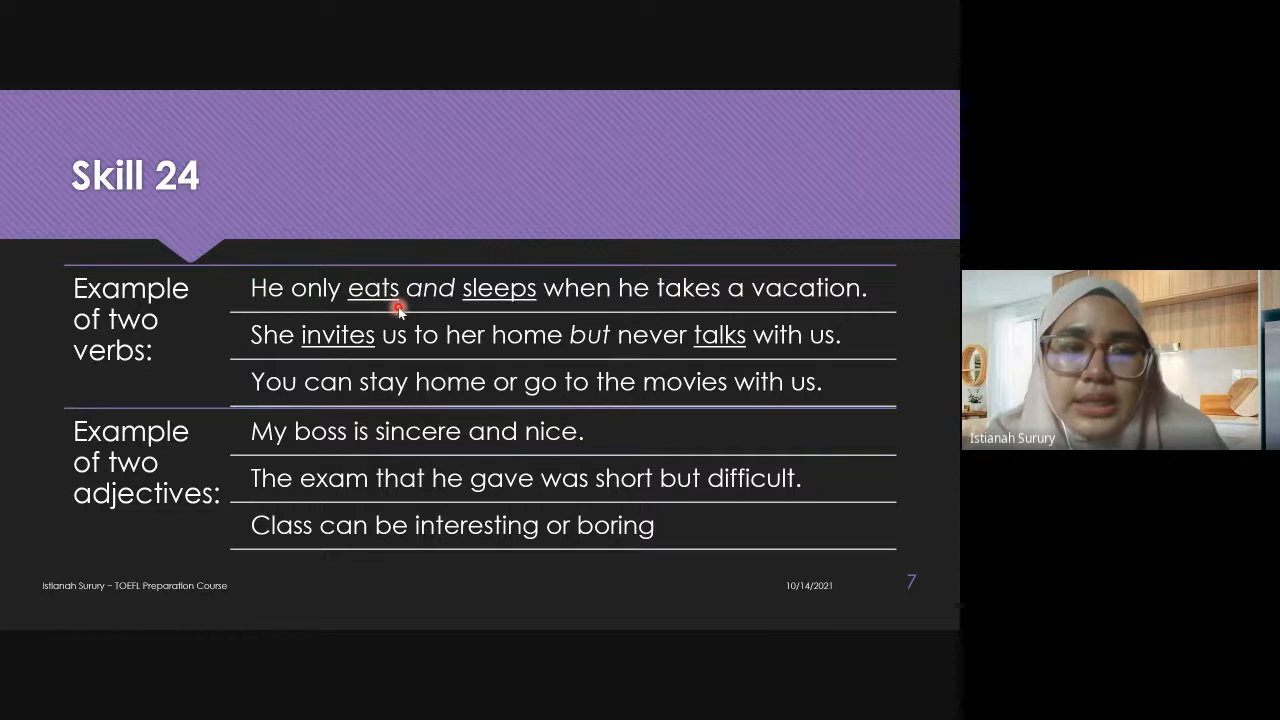 Skill 24
Example
of two
verbs:
He only eats and sleeps when he takes a vacation.
She invites us to her home but never talks with us.
You can stay home or go to the movies with us.
Example
of two
adjectives:
My boss is sincere and nice.
The exam that he gave was short but difficult.
Class can be interesting or boring
Istianah Surury – TOEFL Preparation Course
10/14/2021
7
Istianah Surury